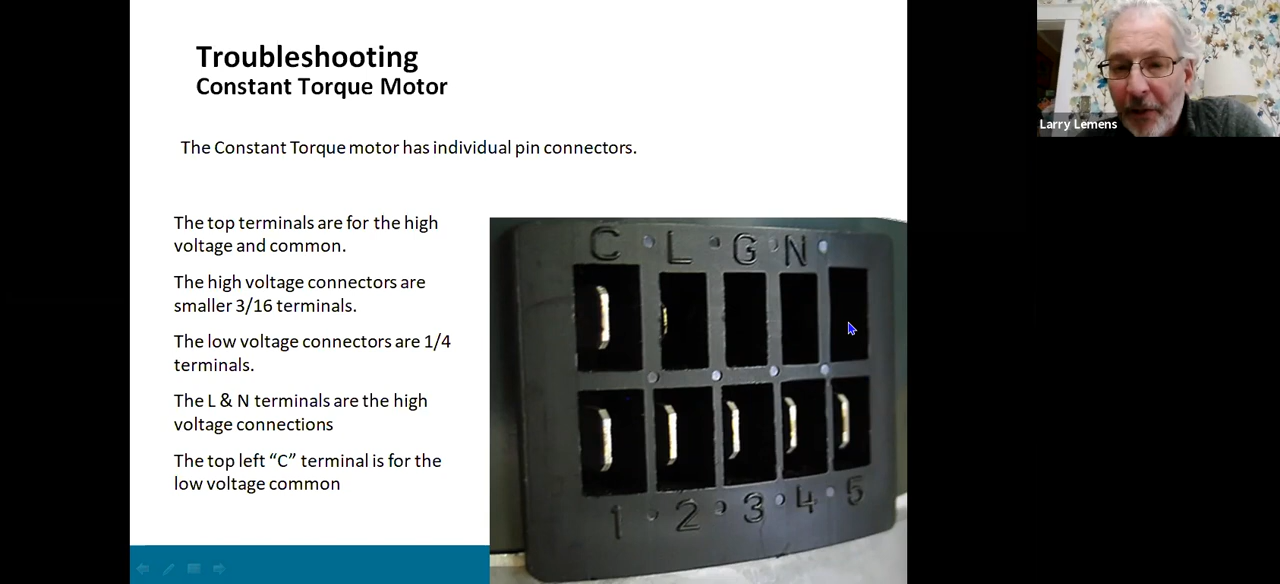 Troubleshooting
Constant Torque Motor
The Constant Torque motor has individual pin connectors.
The top terminals are for the high
voltage and common.
The high voltage connectors are
smaller 3/16 terminals.
The low voltage connectors are 1/4
terminals.
The L & N terminals are the high
voltage connections
The top left “C” terminal is for the
low voltage common
C L G N
1 2 3 4 5
Larry Lemens